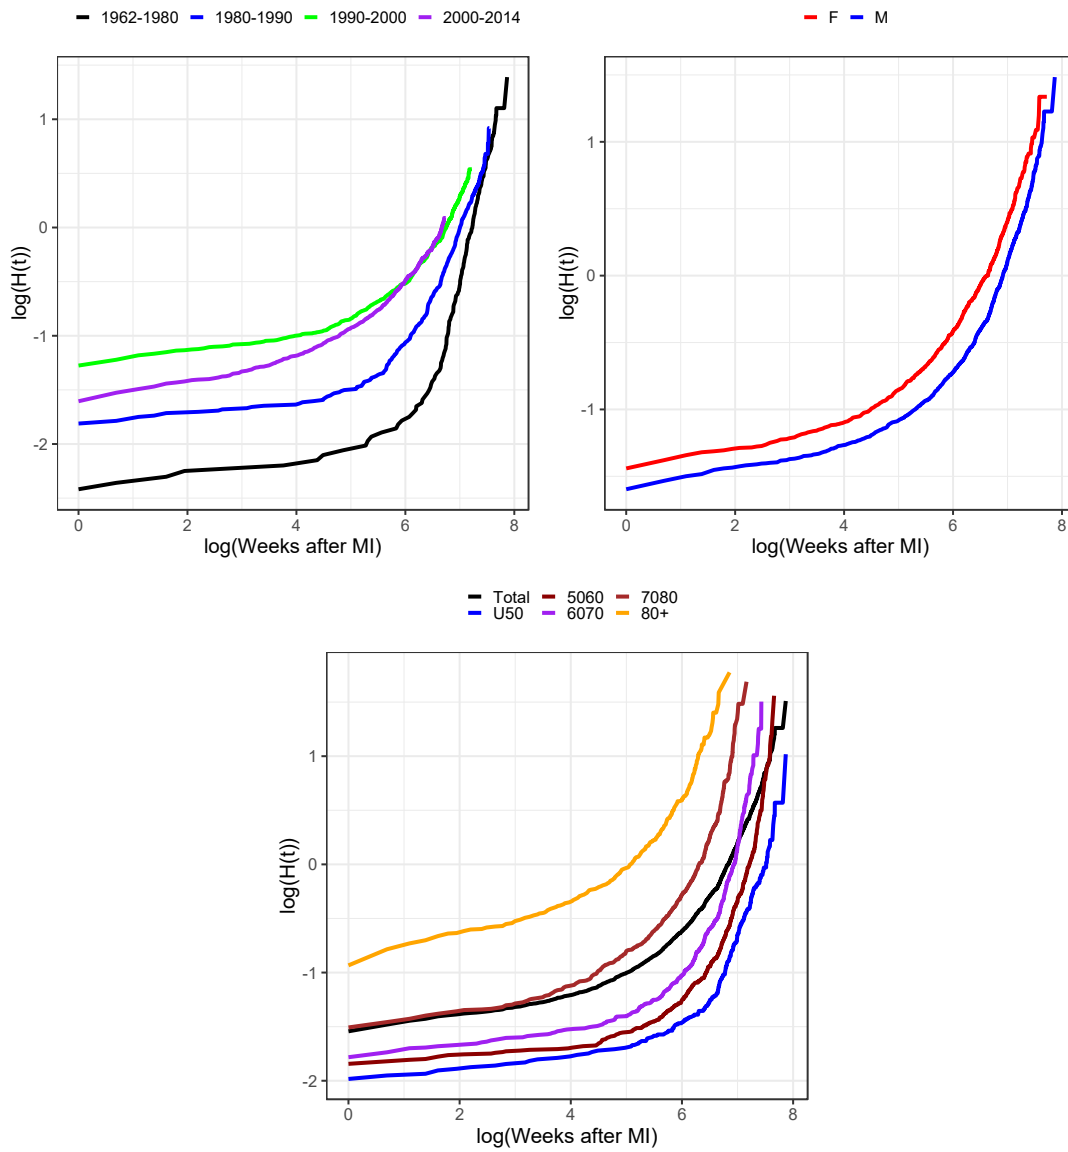 1962-1980 1980-1990 1990-2000 2000-2014
F M
log(H(t))
1
0
-1
-2
0 2 4 6 8
log(Weeks after MI)
log(H(t))
1
0
-1
0 2 4 6 8
log(Weeks after MI)
Total 5060 7080
U50 6070 80+
log(H(t))
1
0
-1
-2
0 2 4 6 8
log(Weeks after MI)